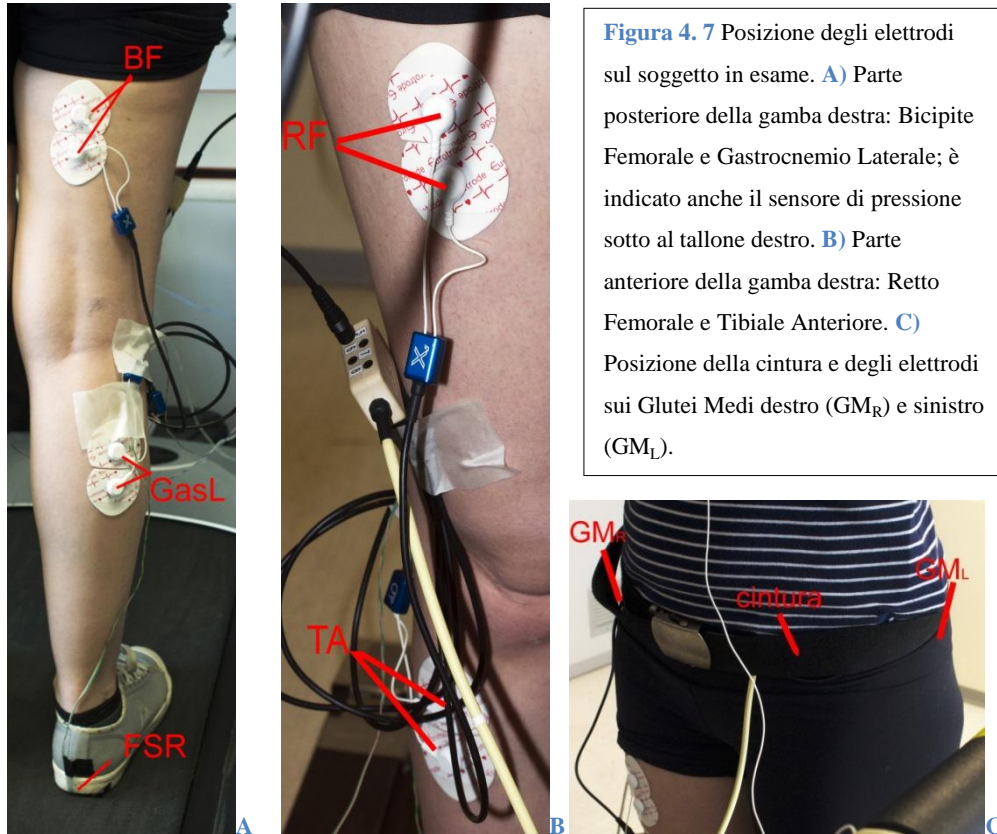 BF
GasL
FSR
A
RF
TA
B
Figura 4. 7 Posizione degli elettrodi
sul soggetto in esame. A) Parte
posteriore della gamba destra: Bicipite
Femorale e Gastrocnemio Laterale; è
indicato anche il sensore di pressione
sotto al tallone destro. B) Parte
anteriore della gamba destra: Retto
Femorale e Tibiale Anteriore. C)
Posizione della cintura e degli elettrodi
sui Glutei Medi destro (GMR) e sinistro
(GML).
GMR
GML
cintura
C